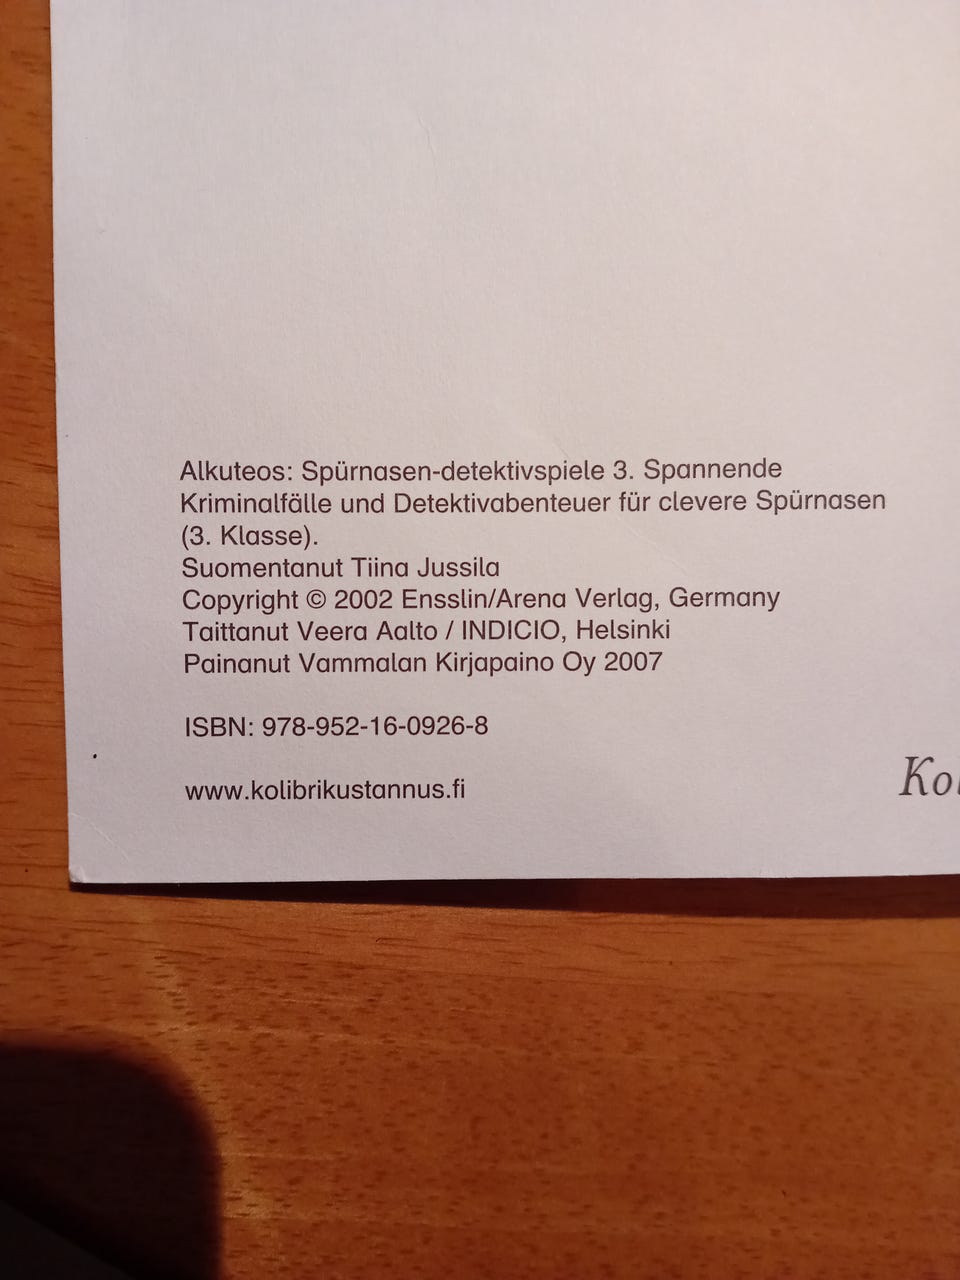 Alkuteos: Spürnasen-detektivspiele 3. Spannende
Kriminalfälle und Detektivabenteuer für clevere Spürnasen
(3. Klasse).
Suomentanut Tiina Jussila
Copyright © 2002 Ensslin/Arena Verlag, Germany
Taittanut Veera Aalto / INDICIO, Helsinki
Painanut Vammalan Kirjapaino Oy 2007
ISBN: 978-952-16-0926-8
www.kolibrikustannus.fi